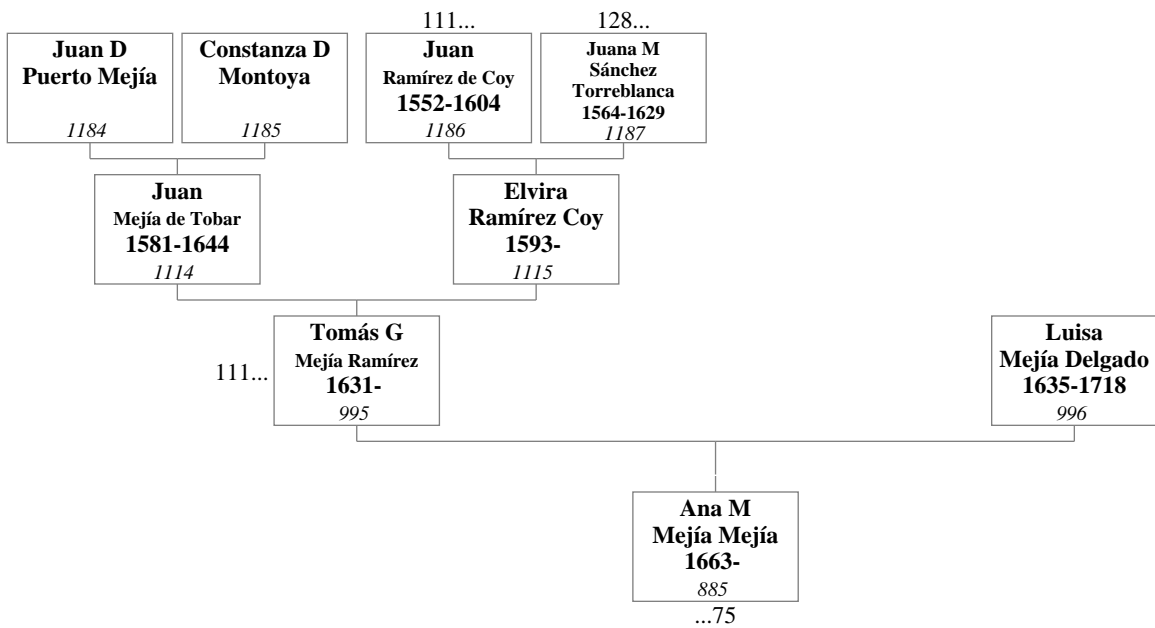 111...
128...
Juan D
Puerto Mejía
1184
Constanza D
Montoya
1185
Juan
Ramírez de Coy
1552-1604
1186
Juana M
Sánchez
Torreblanca
1564-1629
1187
Juan
Mejía de Tobar
1581-1644
1114
Elvira
Ramírez Coy
1593-
1115
111...
Tomás G
Mejía Ramírez
1631-
995
Luisa
Mejía Delgado
1635-1718
996
Ana M
Mejía Mejía
1663-
885
...75